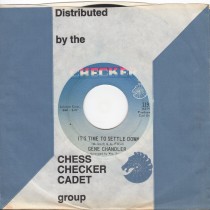 Distributed
by the
CHECKER
IT'S TIME TO SETTLE DOWN
GENE CHANDLER
CHESS
CHECKER
CADET
group